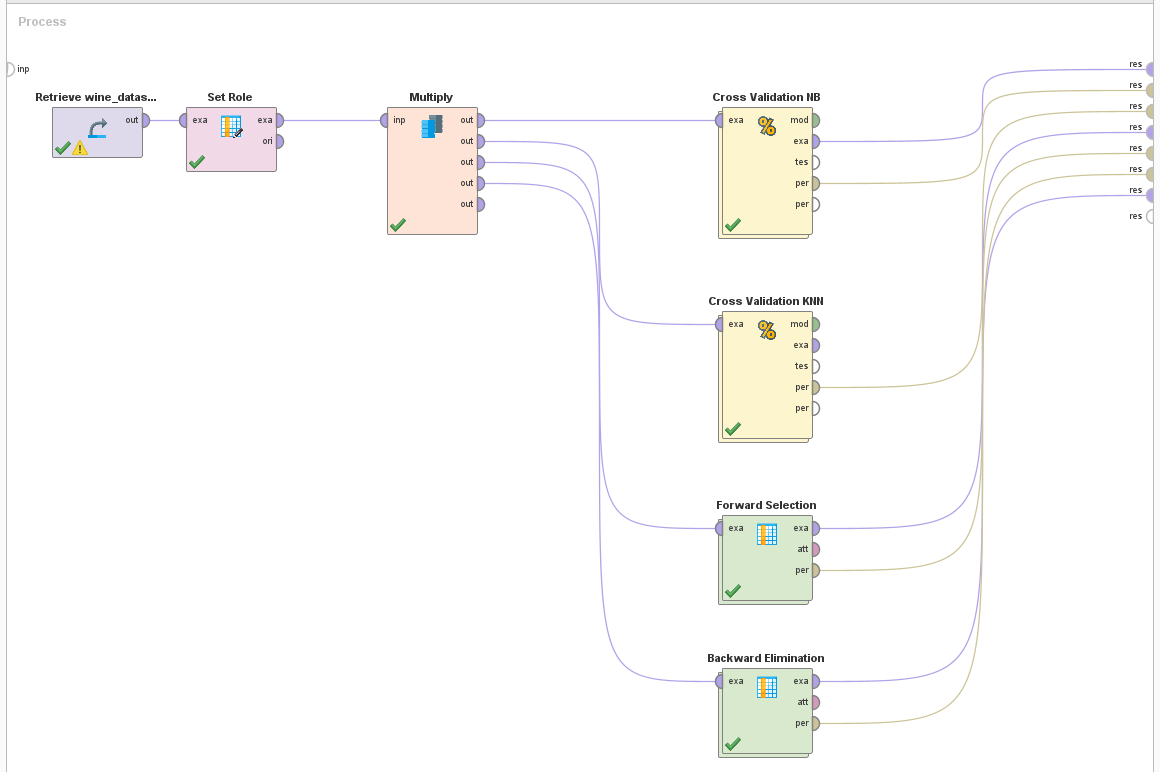 Process
inp
res
res
res
res
res
res
res
res
Retrieve wine_datas...
out
Set Role
exa
exa
ori
Multiply
inp
out
out
out
out
out
Cross Validation NB
exa
mod
exa
tes
per
per
Cross Validation KNN
exa
mod
exa
tes
per
per
Forward Selection
exa
exa
att
per
Backward Elimination
exa
exa
att
per